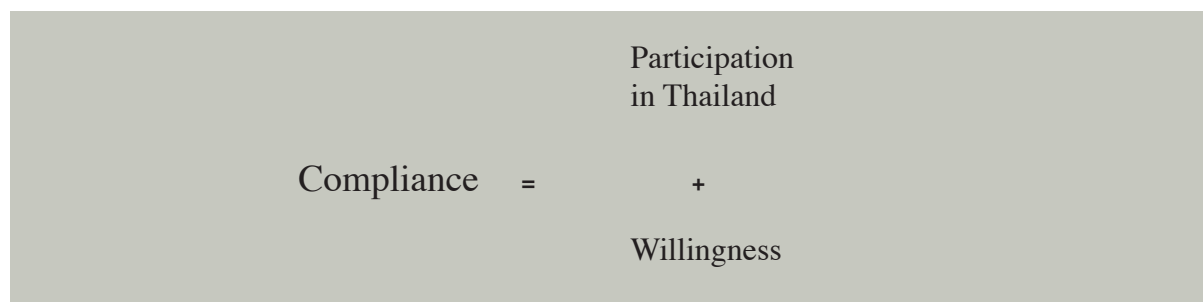 Participation
in Thailand
Compliance = +
Willingness